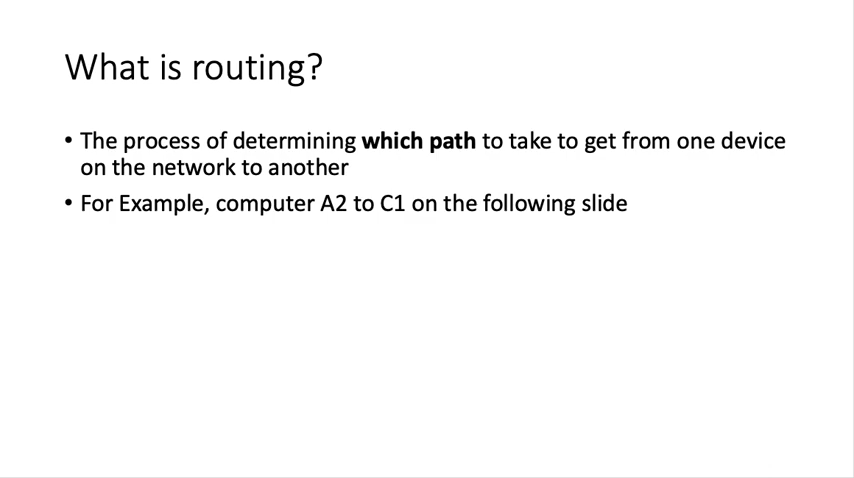 What is routing?
• The process of determining which path to take to get from one device
on the network to another
• For Example, computer A2 to C1 on the following slide